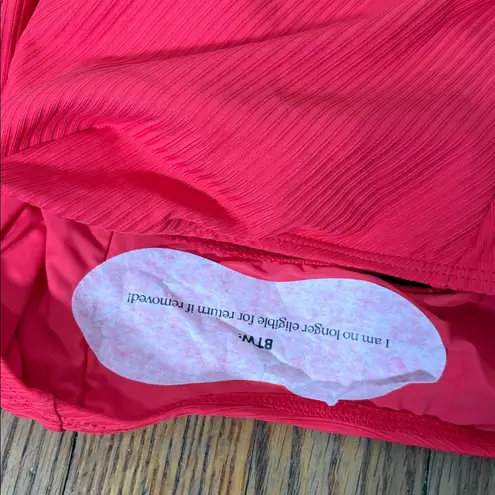 BTW:
I am no longer eligible for return if removed!